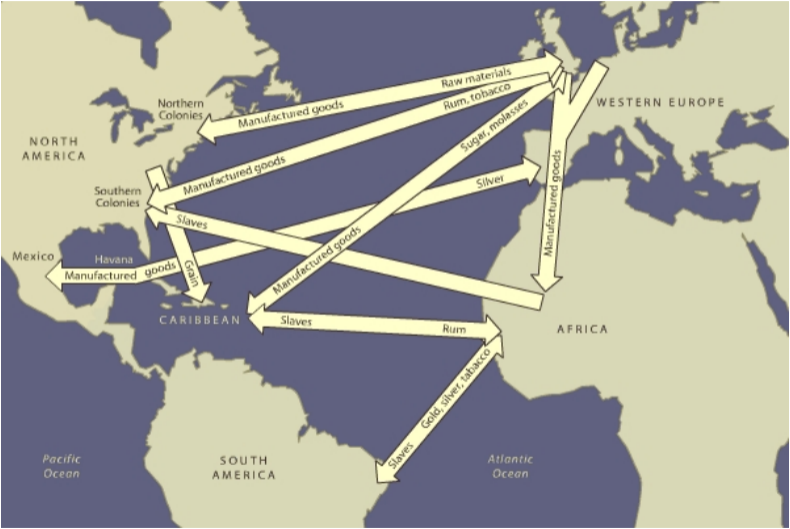 Raw materials
Manufactured goods
Rum, tobacco
Manufactured goods
Sugar, molasses
Manufactured goods
Silver
Manufactured goods
Manufactured goods
Slaves
Grain
Slaves
Rum
Gold, silver, tabacco
Slaves
Northern
Colonies
NORTH
AMERICA
WESTERN EUROPE
Southern
Colonies
Mexico
Havana
CARIBBEAN
AFRICA
Pacific
Ocean
SOUTH
AMERICA
Atlantic
Ocean